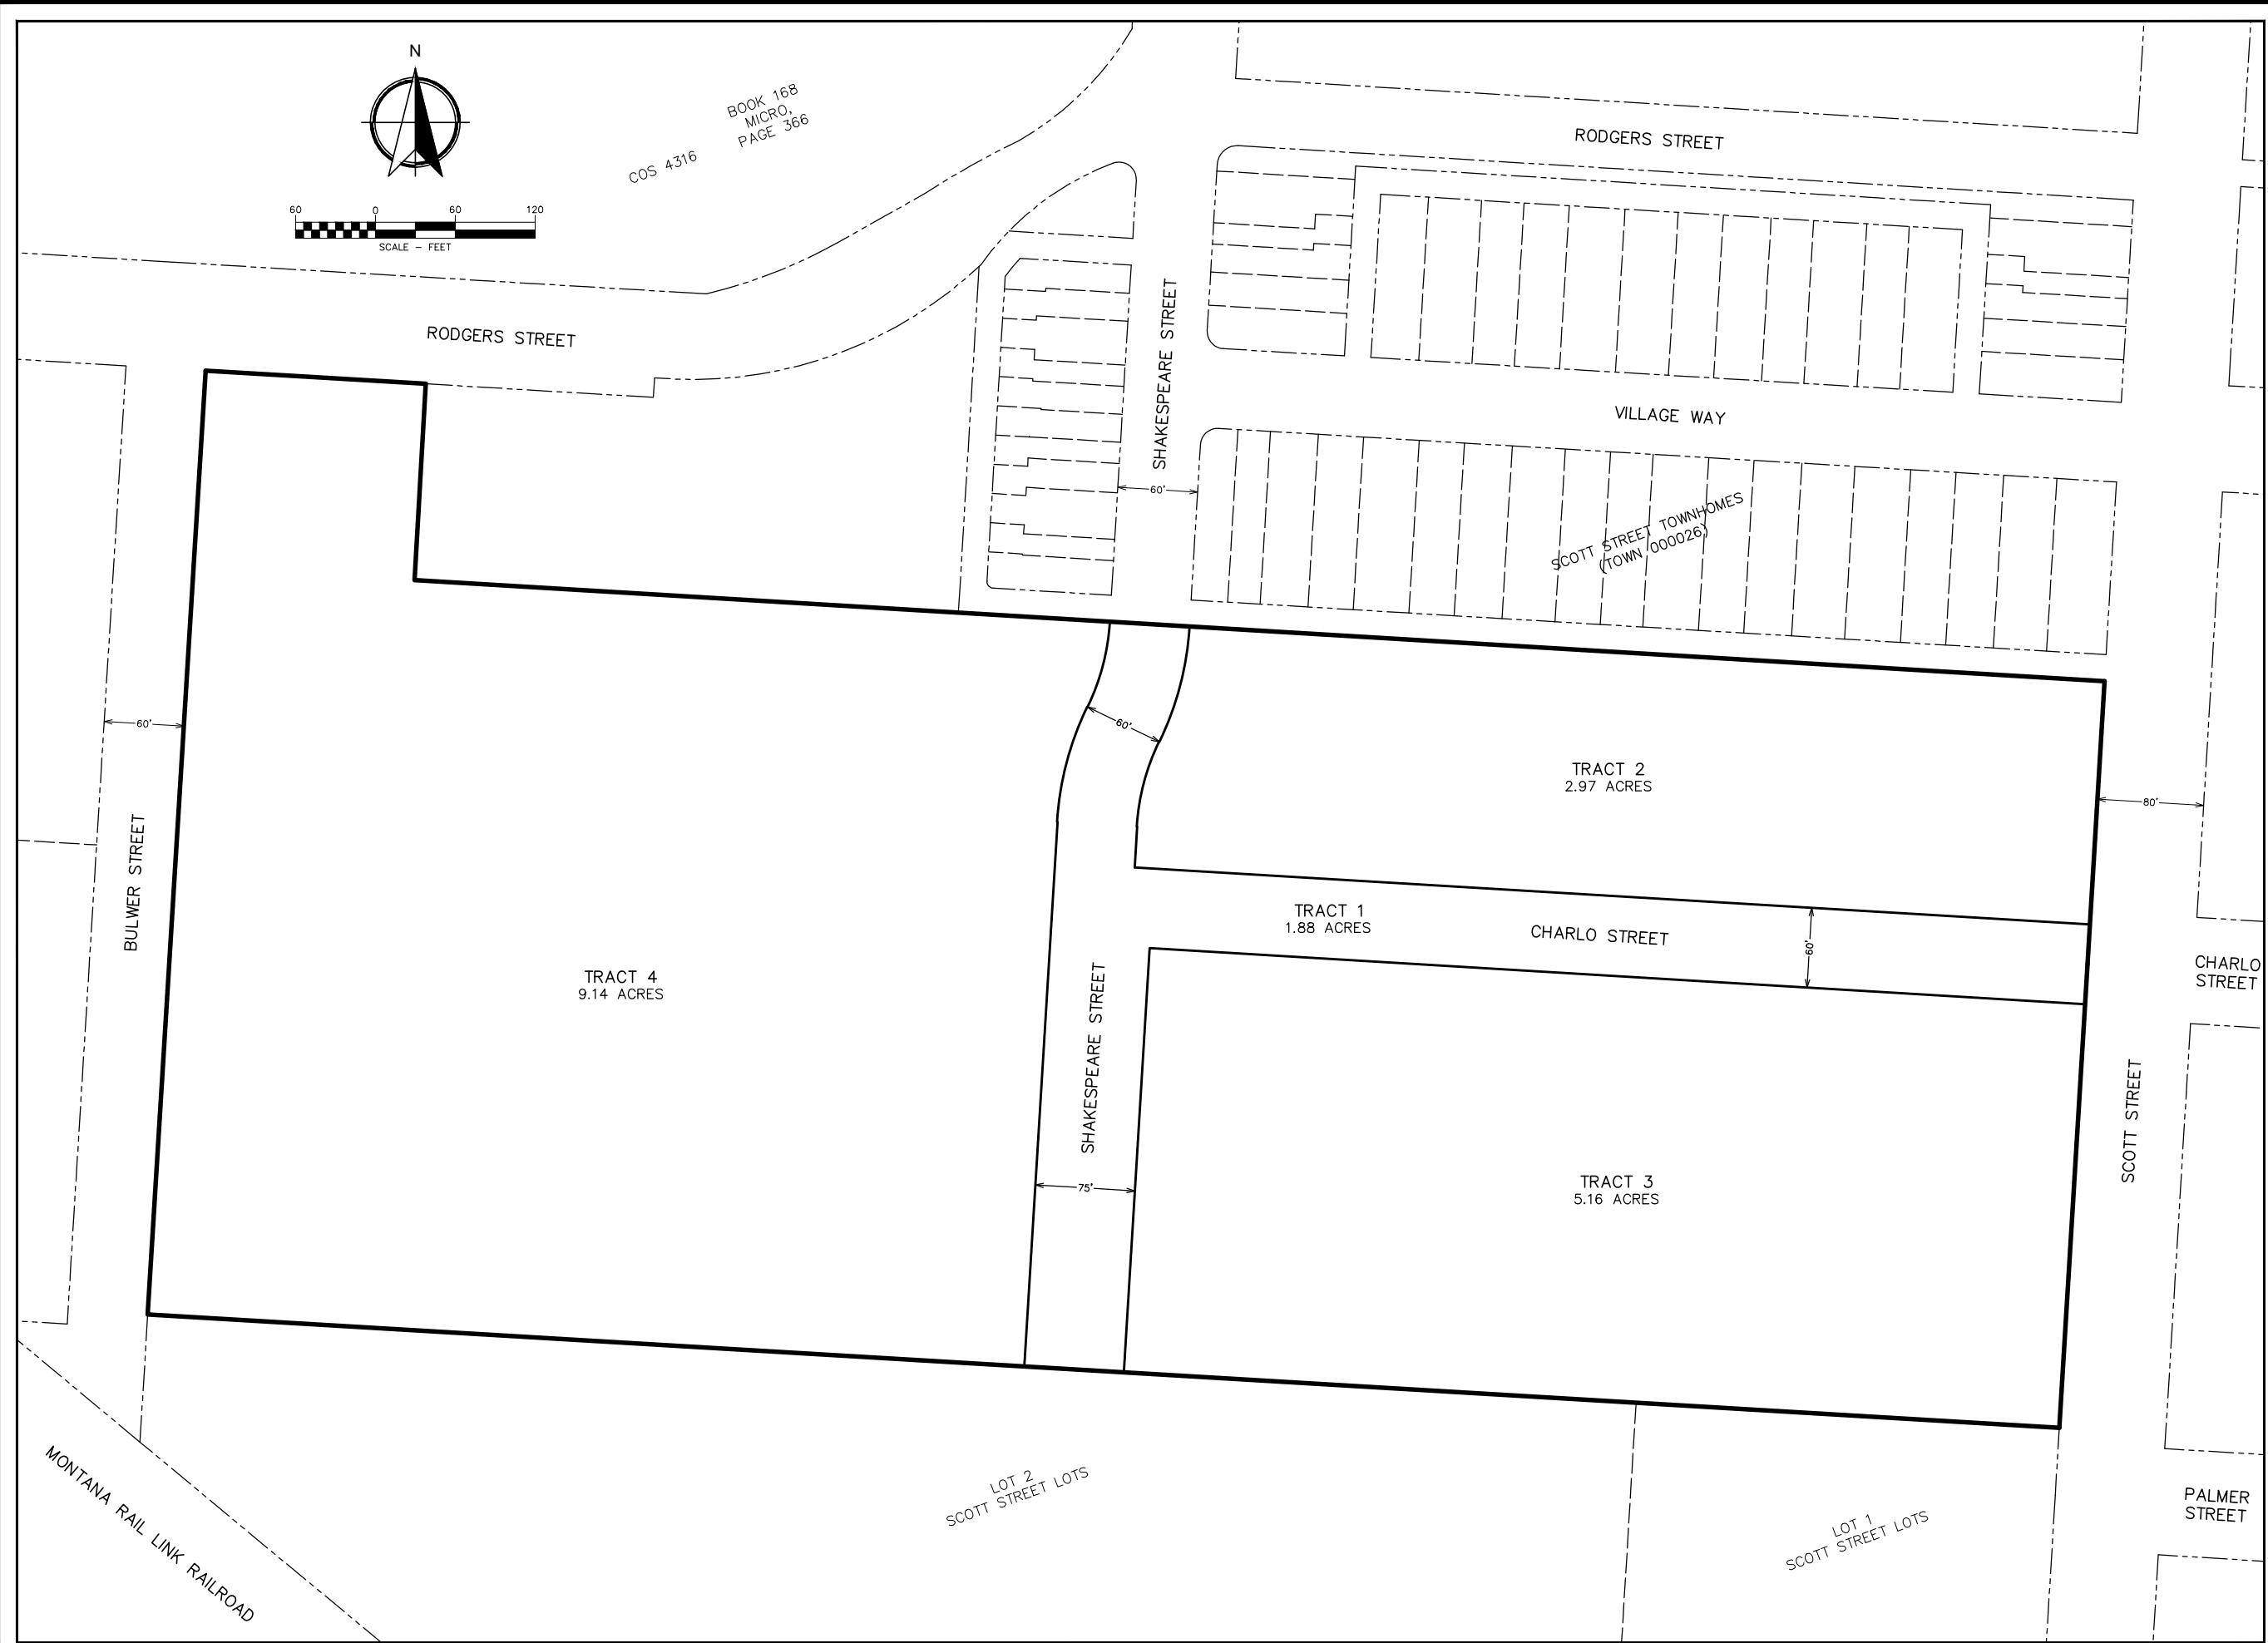 N
60 0 60 120
SCALE – FEET
BOOK 168
MICRO,
PAGE 366
COS 4316
RODGERS STREET
RODGERS STREET
SHAKESPEARE STREET
VILLAGE WAY
60'
SCOTT STREET TOWNHOMES
(TOWN 000026)
60'
60'
TRACT 2
2.97 ACRES
80'
BULWER STREET
TRACT 1
1.88 ACRES
CHARLO STREET
60'
CHARLO
STREET
TRACT 4
9.14 ACRES
SHAKESPEARE STREET
75'
TRACT 3
5.16 ACRES
SCOTT STREET
MONTANA RAIL LINK RAILROAD
LOT 2
SCOTT STREET LOTS
LOT 1
SCOTT STREET LOTS
PALMER
STREET